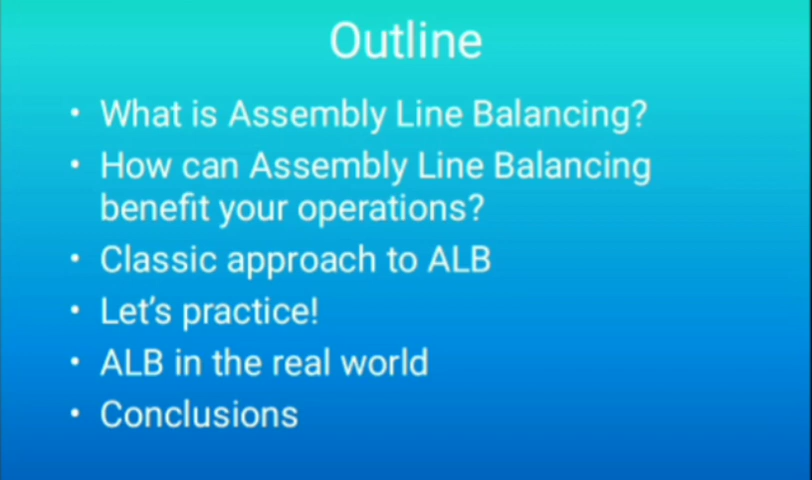 Outline
• What is Assembly Line Balancing?
• How can Assembly Line Balancing
benefit your operations?
• Classic approach to ALB
• Let's practice!
• ALB in the real world
• Conclusions